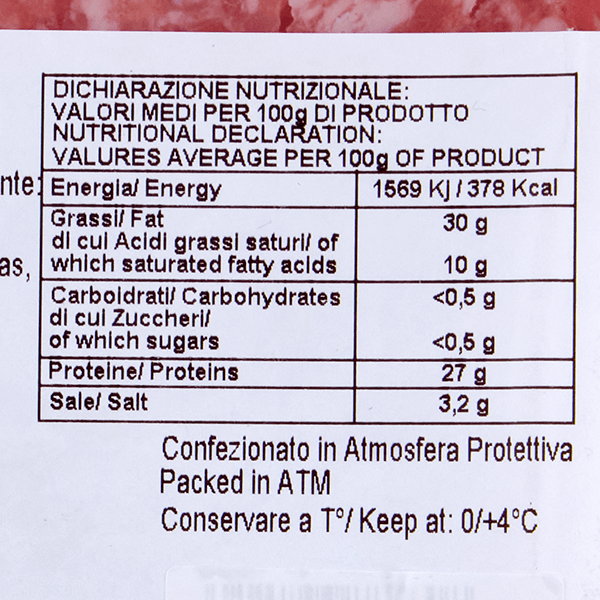 DICHIARAZIONE NUTRIZIONALE:
VALORI MEDI PER 100g DI PRODOTTO
NUTRITIONAL DECLARATION:
VALURES AVERAGE PER 100g OF PRODUCT
nte:
Energia/ Energy 1569 Kj / 378 Kcal
Grassi/ Fat 30 g
di cui Acidi grassi saturi/ of
as,
which saturated fatty acids 10 g
Carboidrati/ Carbohydrates <0,5 g
di cui Zuccheri/
of which sugars <0,5 g
Proteine/ Proteins 27 g
Sale/ Salt 3,2 g
Confezionato in Atmosfera Protettiva
Packed in ATM
Conservare a T°/ Keep at: 0/+4°C